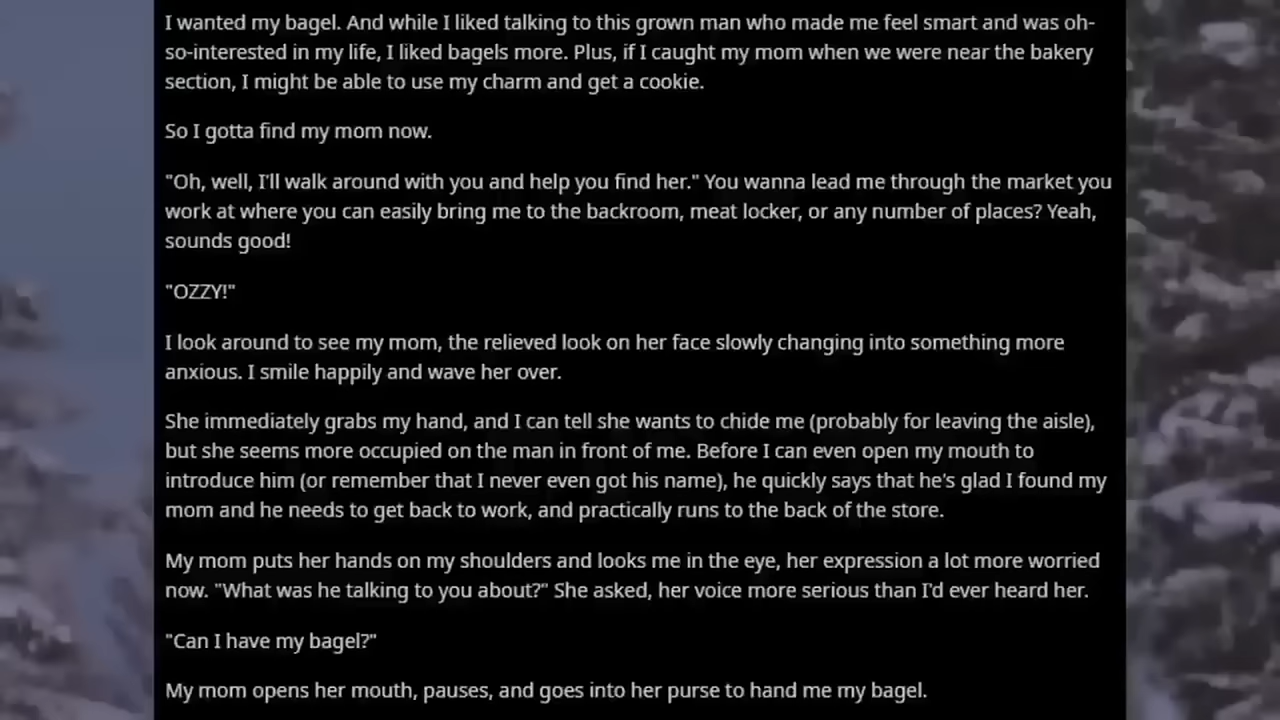 I wanted my bagel. And while I liked talking to this grown man who made me feel smart and was oh-
so-interested in my life, I liked bagels more. Plus, if I caught my mom when we were near the bakery
section, I might be able to use my charm and get a cookie.
So I gotta find my mom now.
"Oh, well, I'll walk around with you and help you find her." You wanna lead me through the market you
work at where you can easily bring me to the backroom, meat locker, or any number of places? Yeah,
sounds good!
"OZZY!"
I look around to see my mom, the relieved look on her face slowly changing into something more
anxious. I smile happily and wave her over.
She immediately grabs my hand, and I can tell she wants to chide me (probably for leaving the aisle),
but she seems more occupied on the man in front of me. Before I can even open my mouth to
introduce him (or remember that I never even got his name), he quickly says that he's glad I found my
mom and he needs to get back to work, and practically runs to the back of the store.
My mom puts her hands on my shoulders and looks me in the eye, her expression a lot more worried
now. "What was he talking to you about?" She asked, her voice more serious than I'd ever heard her.
"Can I have my bagel?"
My mom opens her mouth, pauses, and goes into her purse to hand me my bagel.